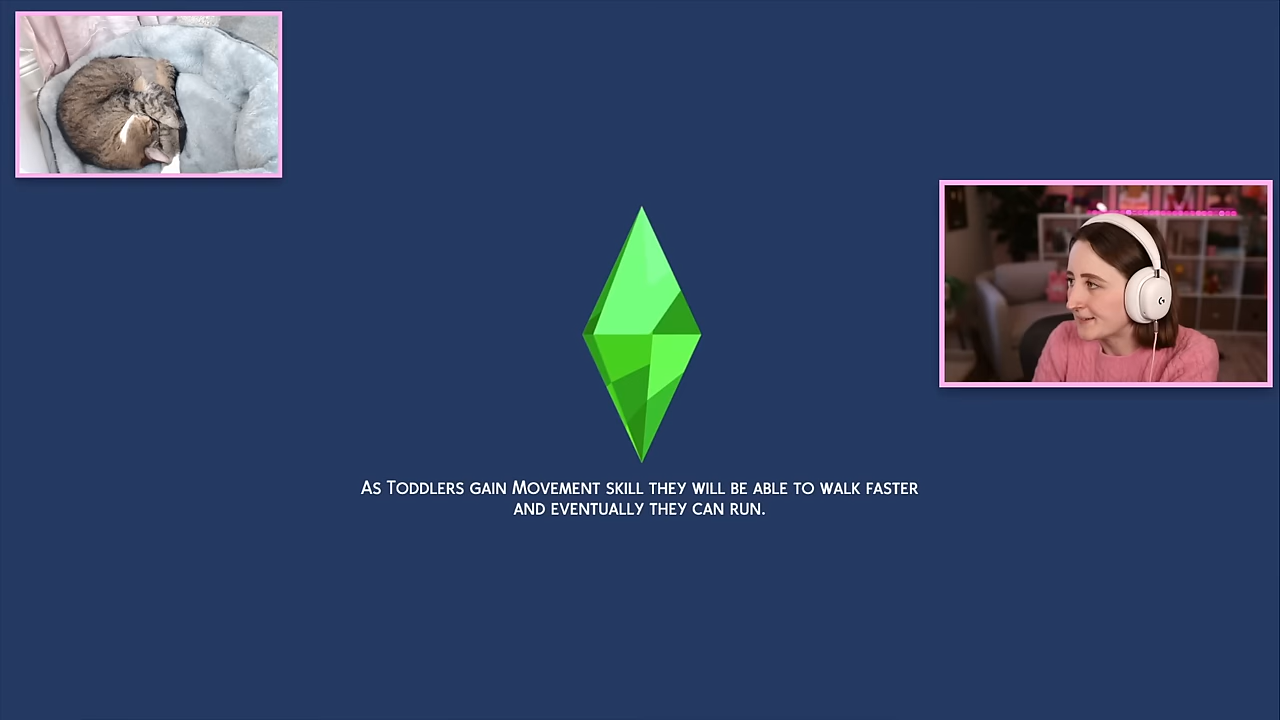 As Toddlers gain Movement skill they will be able to walk faster
and eventually they can run.